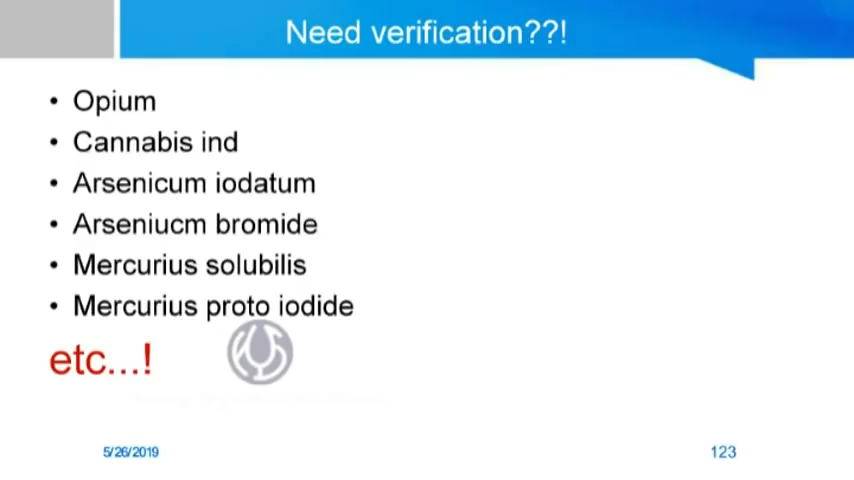 Need verification??!
• Opium
• Cannabis ind
• Arsenicum iodatum
• Arseniucm bromide
• Mercurius solubilis
• Mercurius proto iodide
etc...!
5/26/2019
123